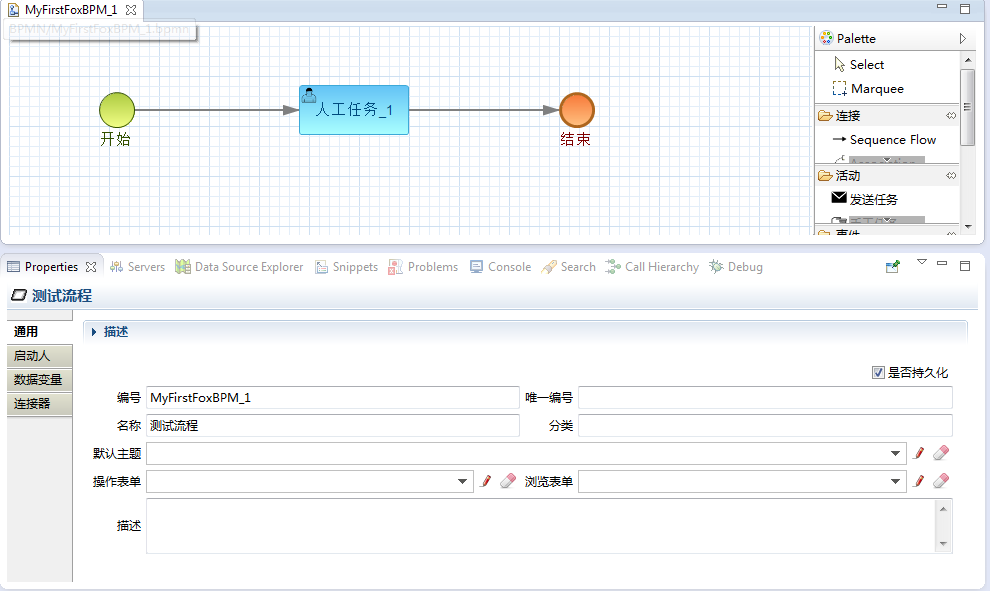 MyFirstFoxBPM_1
BPMN/MyFirstFoxBPM_1.bpmn
开始
人工任务_1
结束
Palette
Select
Marquee
连接
Sequence Flow
活动
发送任务
事件
Properties Servers Data Source Explorer Snippets Problems Console Search Call Hierarchy Debug
测试流程
通用
启动人
数据变量
连接器
描述
是否持久化
编号 MyFirstFoxBPM_1 唯一编号
名称 测试流程 分类
默认主题
操作表单 浏览表单
描述